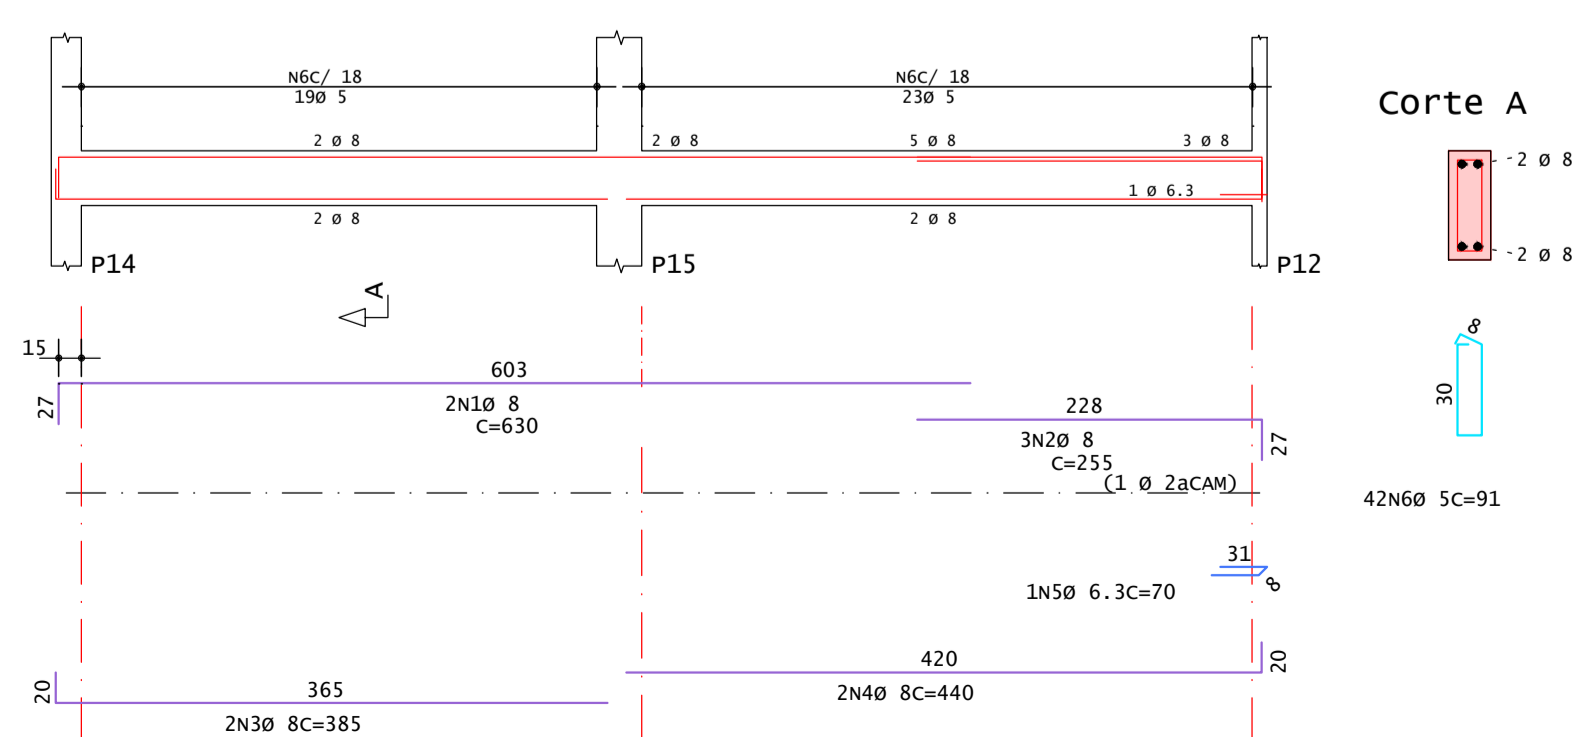 N6C/ 18
19Ø 5
N6C/ 18
23Ø 5
Corte A
2 Ø 8
2 Ø 8
5 Ø 8
3 Ø 8
2 Ø 8
1 Ø 6.3
2 Ø 8
2 Ø 8
2 Ø 8
P14
P15
P12
A
15
603
27
2N1Ø 8
C=630
228
27
3N2Ø 8
C=255
(1 Ø 2aCAM)
8
30
42N6Ø 5C=91
31
8
1N5Ø 6.3C=70
420
20
2N4Ø 8C=440
365
20
2N3Ø 8C=385